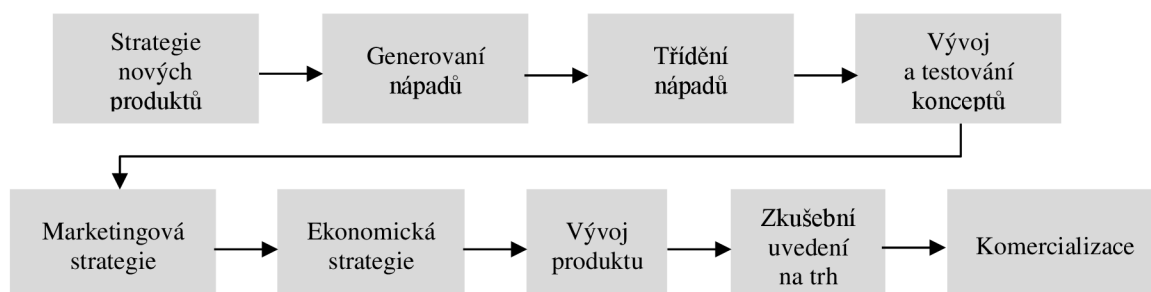 Strategie
nových
produktů
Generovaní
nápadů
Třídění
nápadů
Vývoj
a testování
konceptů
Marketingová
strategie
Ekonomická
strategie
Vývoj
produktu
Zkušební
uvedení
na trh
Komercializace